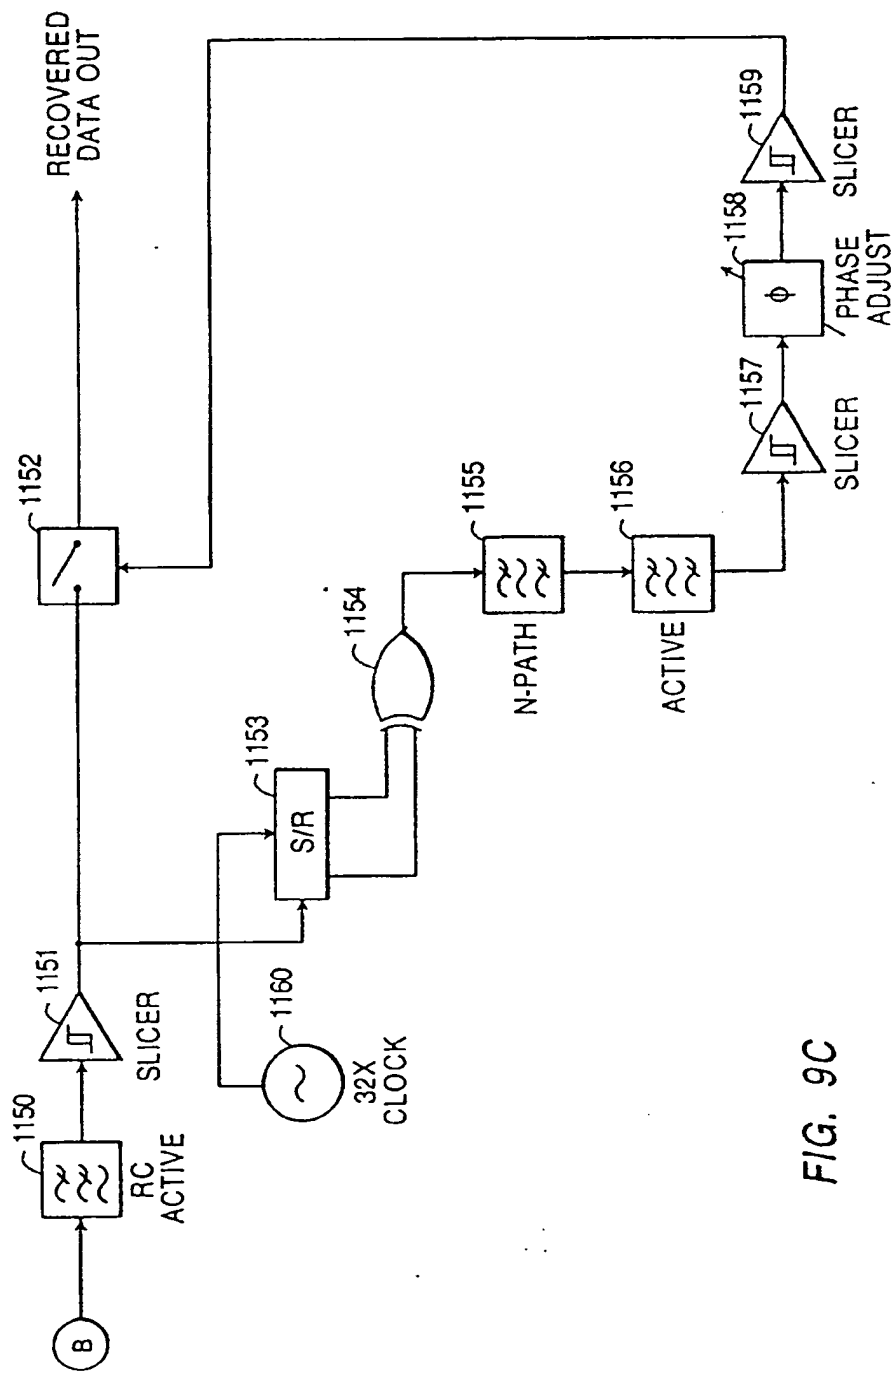 B
1150
RC
ACTIVE
1151
SLICER
1152
RECOVERED
DATA OUT
1160
32X
CLOCK
1153
S/R
1154
1155
N-PATH
1156
ACTIVE
1157
SLICER
1158
ϕ
PHASE
ADJUST
1159
SLICER
FIG. 9C